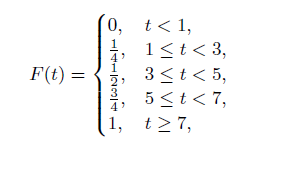 0, t < 1,
1/4, 1 ≤ t < 3,
F(t) = { 1/2, 3 ≤ t < 5,
3/4, 5 ≤ t < 7,
1, t ≥ 7,